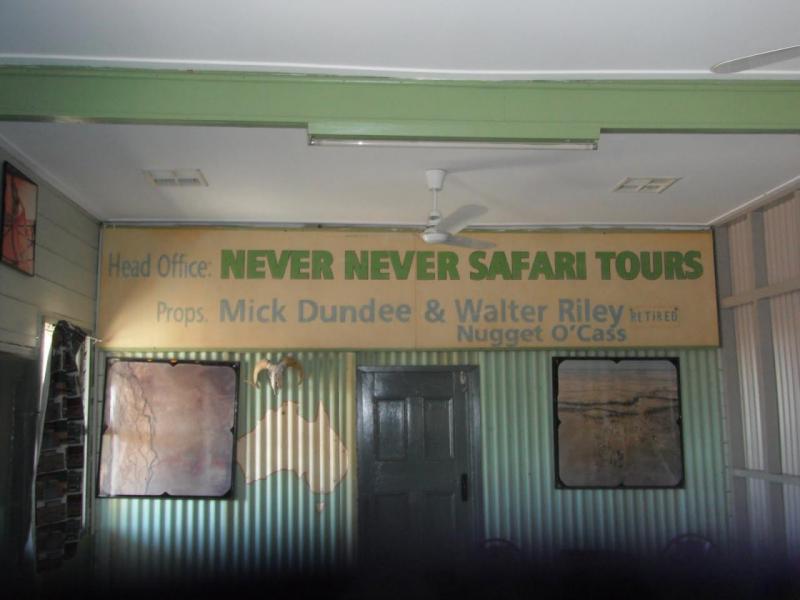 Head Office: NEVER NEVER SAFARI TOURS
Props. Mick Dundee & Walter Riley RETIRED
Nugget O'Cass